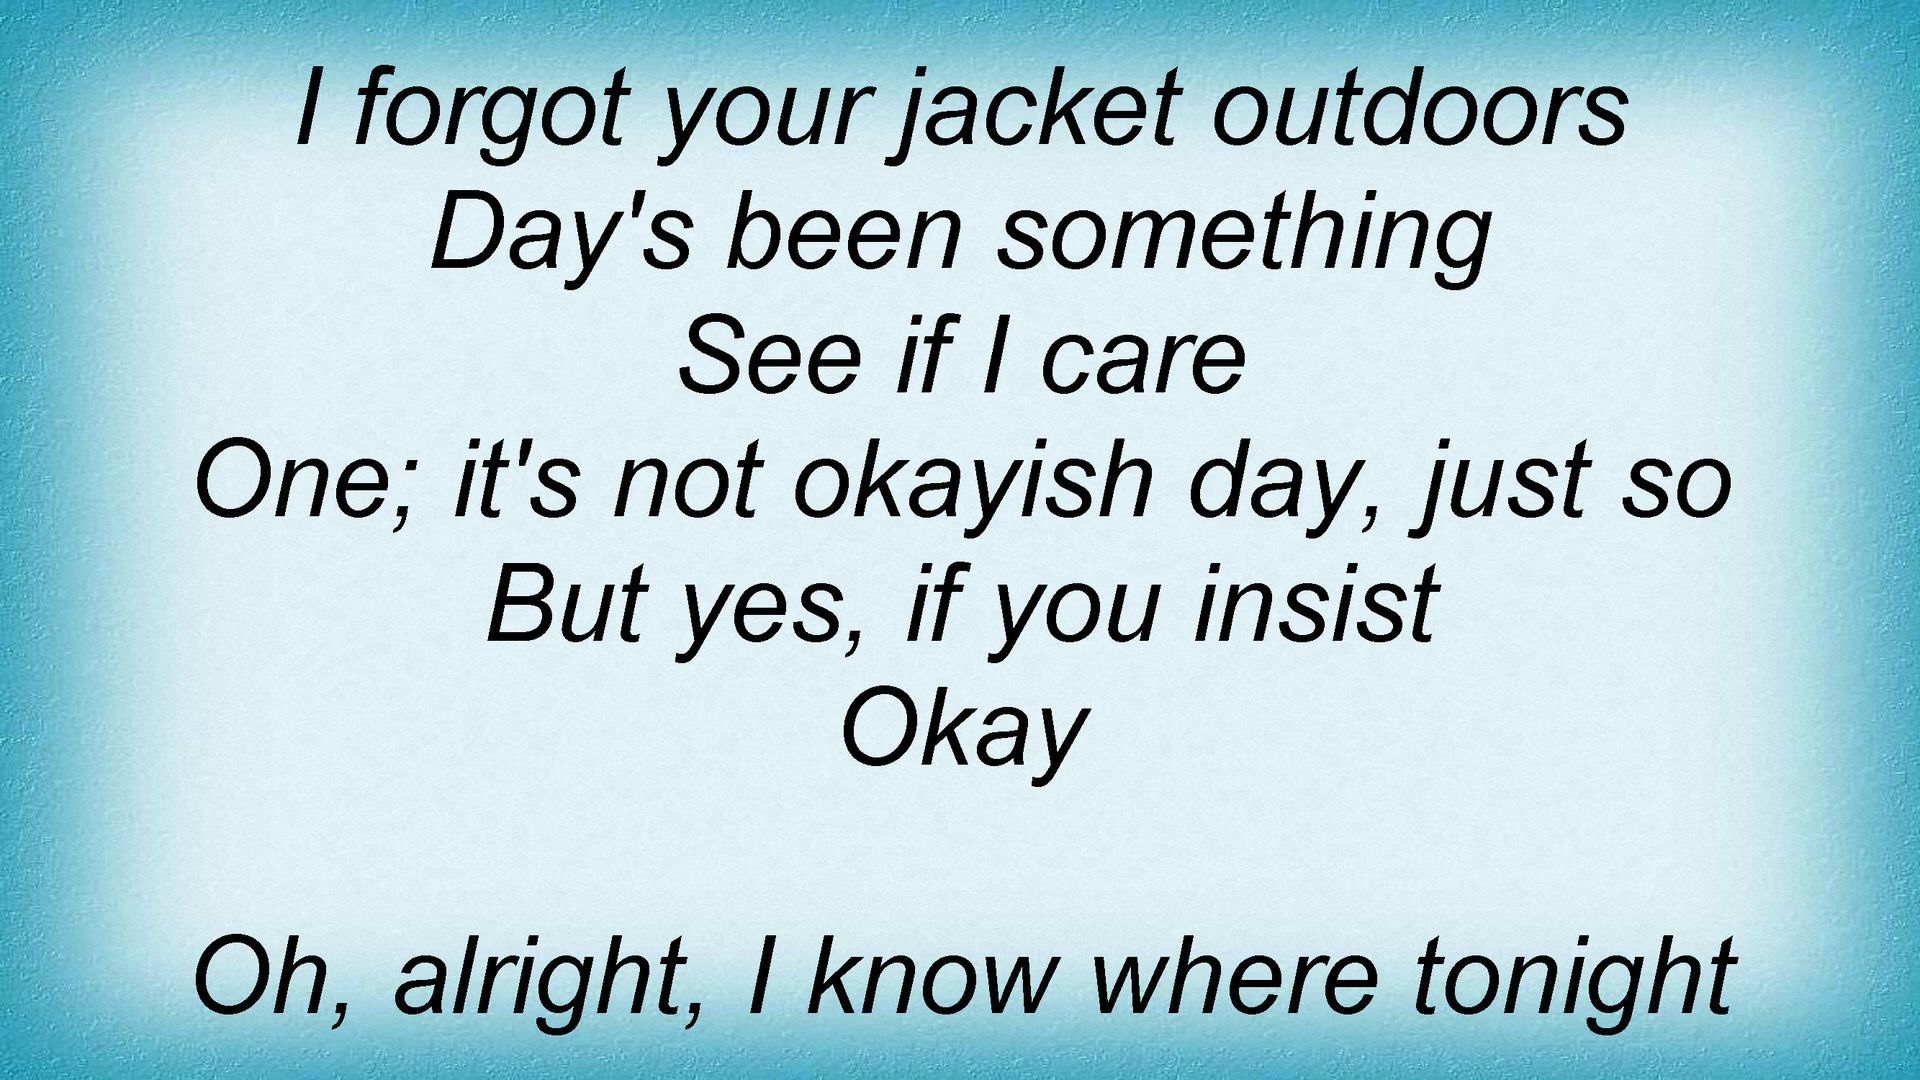 I forgot your jacket outdoors
Day's been something
See if I care
One; it's not okayish day, just so
But yes, if you insist
Okay
Oh, alright, I know where tonight